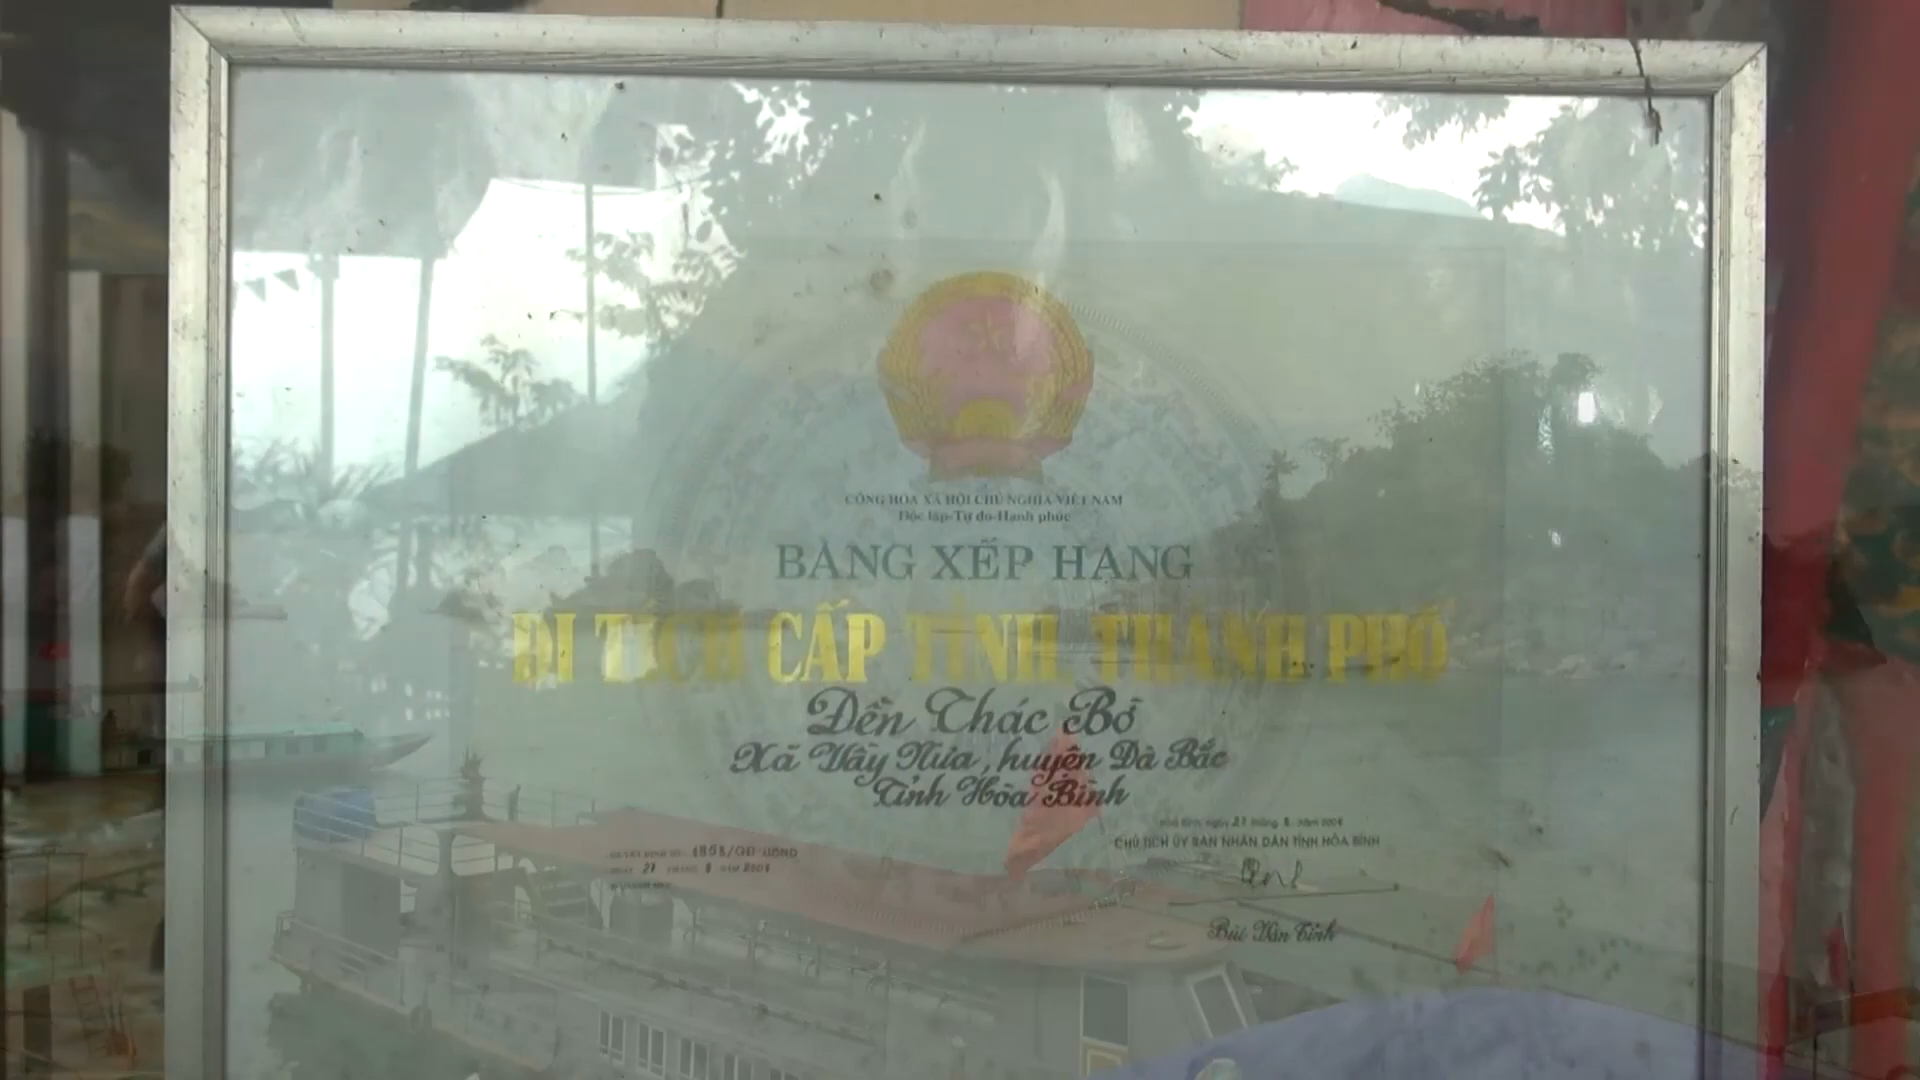 CỘNG HÒA XÃ HỘI CHỦ NGHĨA VIỆT NAM
Độc lập-Tự do-Hạnh phúc
BẰNG XẾP HẠNG
DI TÍCH CẤP TỈNH, THÀNH PHỐ
Đền Thác Bờ
Xã Vầy Nưa, huyện Đà Bắc
Tỉnh Hòa Bình
CHỦ TỊCH ỦY BAN NHÂN DÂN TỈNH HÒA BÌNH
Bùi Văn Tỉnh